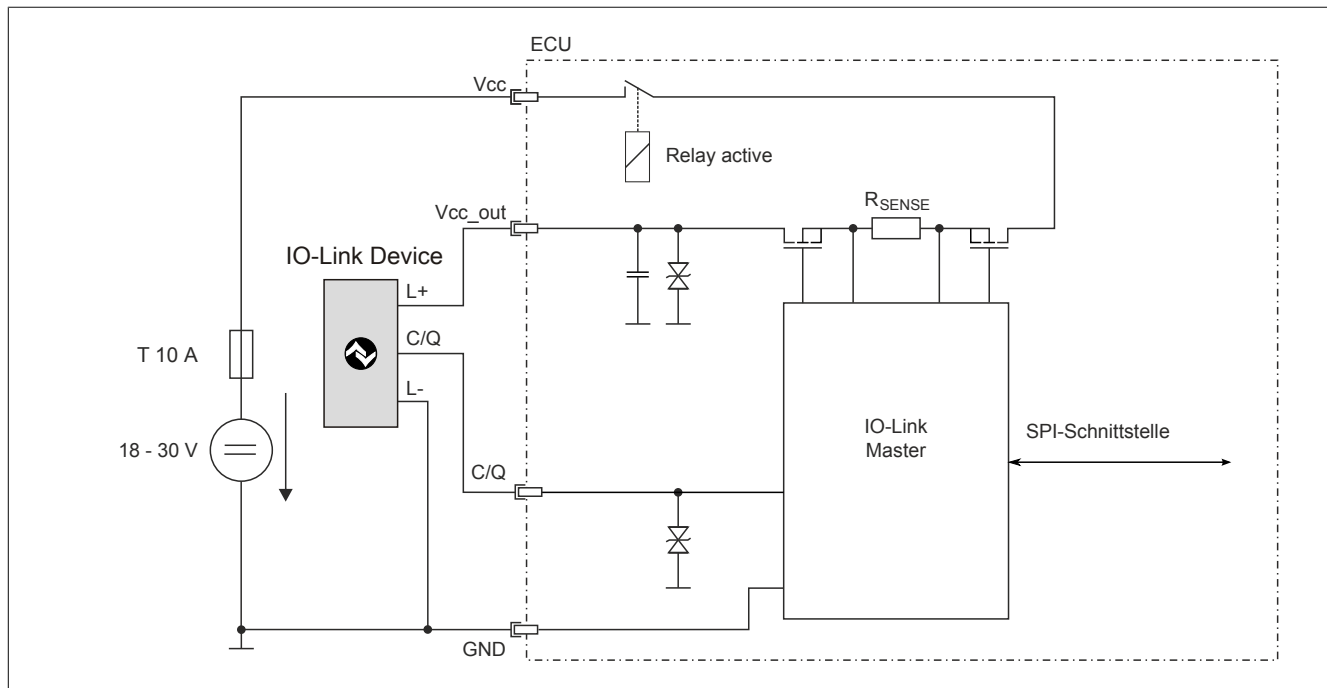 ECU
Vcc
Relay active
Vcc_out
RSENSE
IO-Link Device
L+
C/Q
L-
T 10 A
18 - 30 V
C/Q
IO-Link
Master
SPI-Schnittstelle
GND